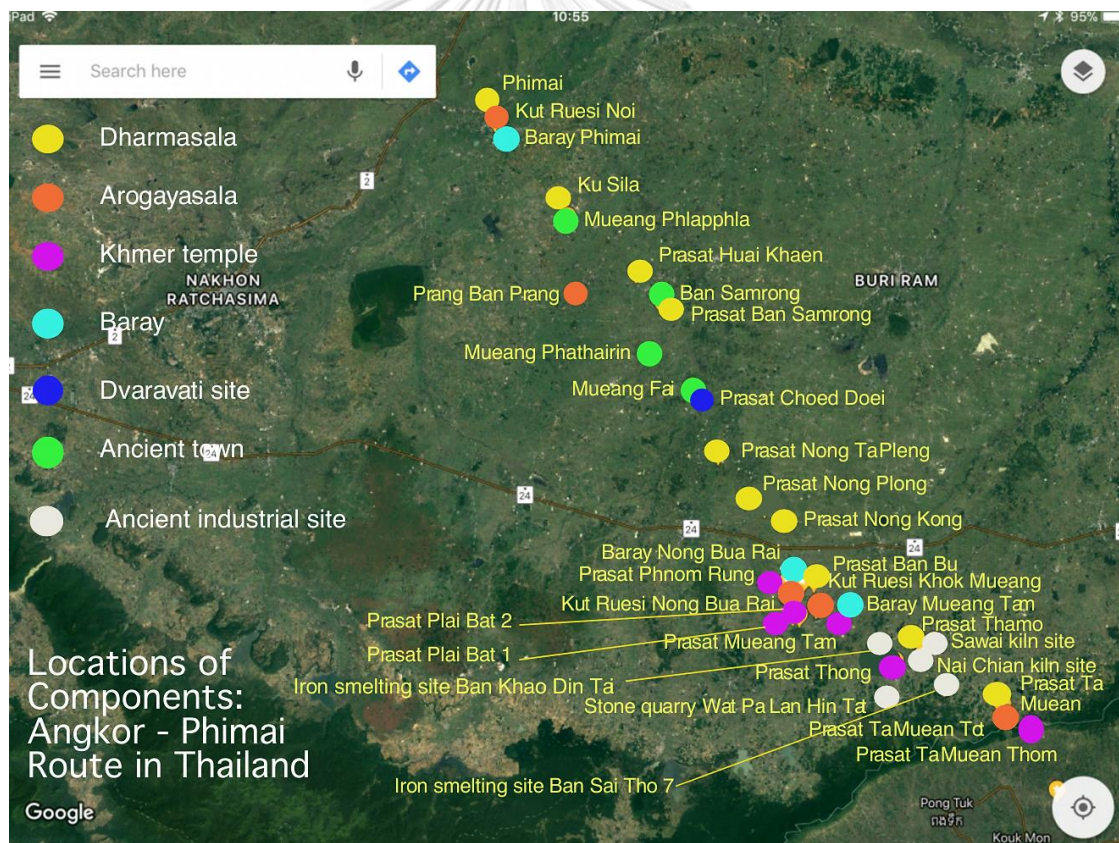 iPad
10:55
95%
Search here
Phimai
Kut Ruesi Noi
Baray Phimai
Dharmasala
Arogayasala
Khmer temple
Baray
Dvaravati site
Ancient town
Ancient industrial site
2
2
24
24
24
24
24
NAKHON
RATCHASIMA
BURI RAM
Ku Sila
Mueang Phlapphla
Prasat Huai Khaen
Prang Ban Prang
Ban Samrong
Prasat Ban Samrong
Mueang Phathairin
Mueang Fai
Prasat Choed Doei
Prasat Nong TaPleng
Prasat Nong Plong
Prasat Nong Kong
Baray Nong Bua Rai
Prasat Ban Bu
Prasat Phnom Rung
Kut Ruesi Khok Mueang
Kut Ruesi Nong Bua Rai
Baray Mueang Tam
Prasat Plai Bat 2
Prasat Thamo
Prasat Mueang Tam
Sawai kiln site
Prasat Plai Bat 1
Nai Chian kiln site
Prasat Thong
Iron smelting site Ban Khao Din Tai
Prasat Ta
Muean
Stone quarry Wat Pa Lan Hin Tat
Prasat TaMuean Tot
Prasat TaMuean Thom
Iron smelting site Ban Sai Tho 7
Locations of
Components:
Angkor - Phimai
Route in Thailand
Google
Pong Tuk
Kouk Mon